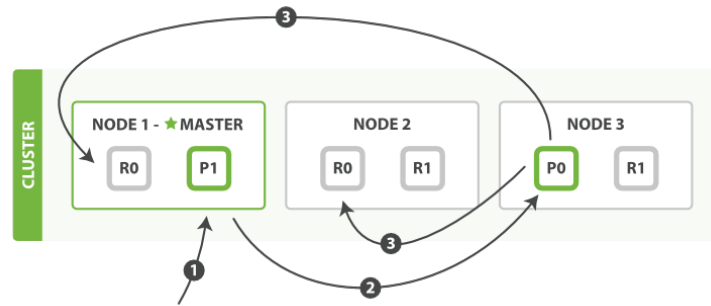 3
CLUSTER
NODE 1 - ★ MASTER
R0
P1
NODE 2
R0
R1
NODE 3
P0
R1
3
1
2